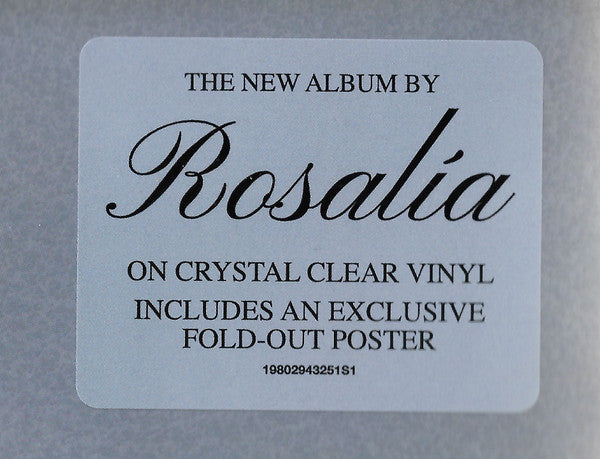 THE NEW ALBUM BY
Rosalía
ON CRYSTAL CLEAR VINYL
INCLUDES AN EXCLUSIVE
FOLD-OUT POSTER
19802943251S1